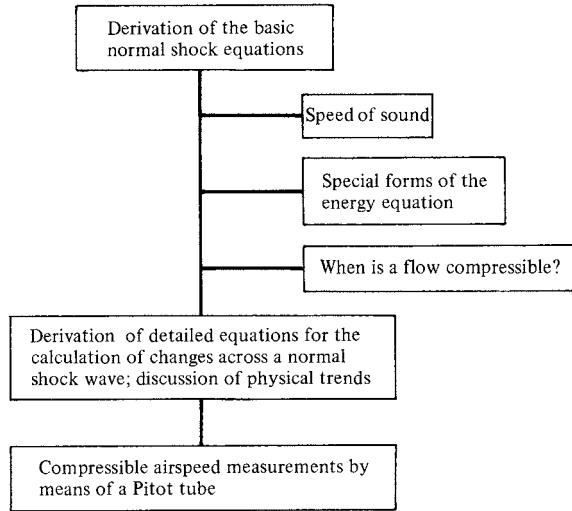 Derivation of the basic
normal shock equations
Speed of sound
Special forms of the
energy equation
When is a flow compressible?
Derivation of detailed equations for the
calculation of changes across a normal
shock wave; discussion of physical trends
Compressible airspeed measurements by
means of a Pitot tube